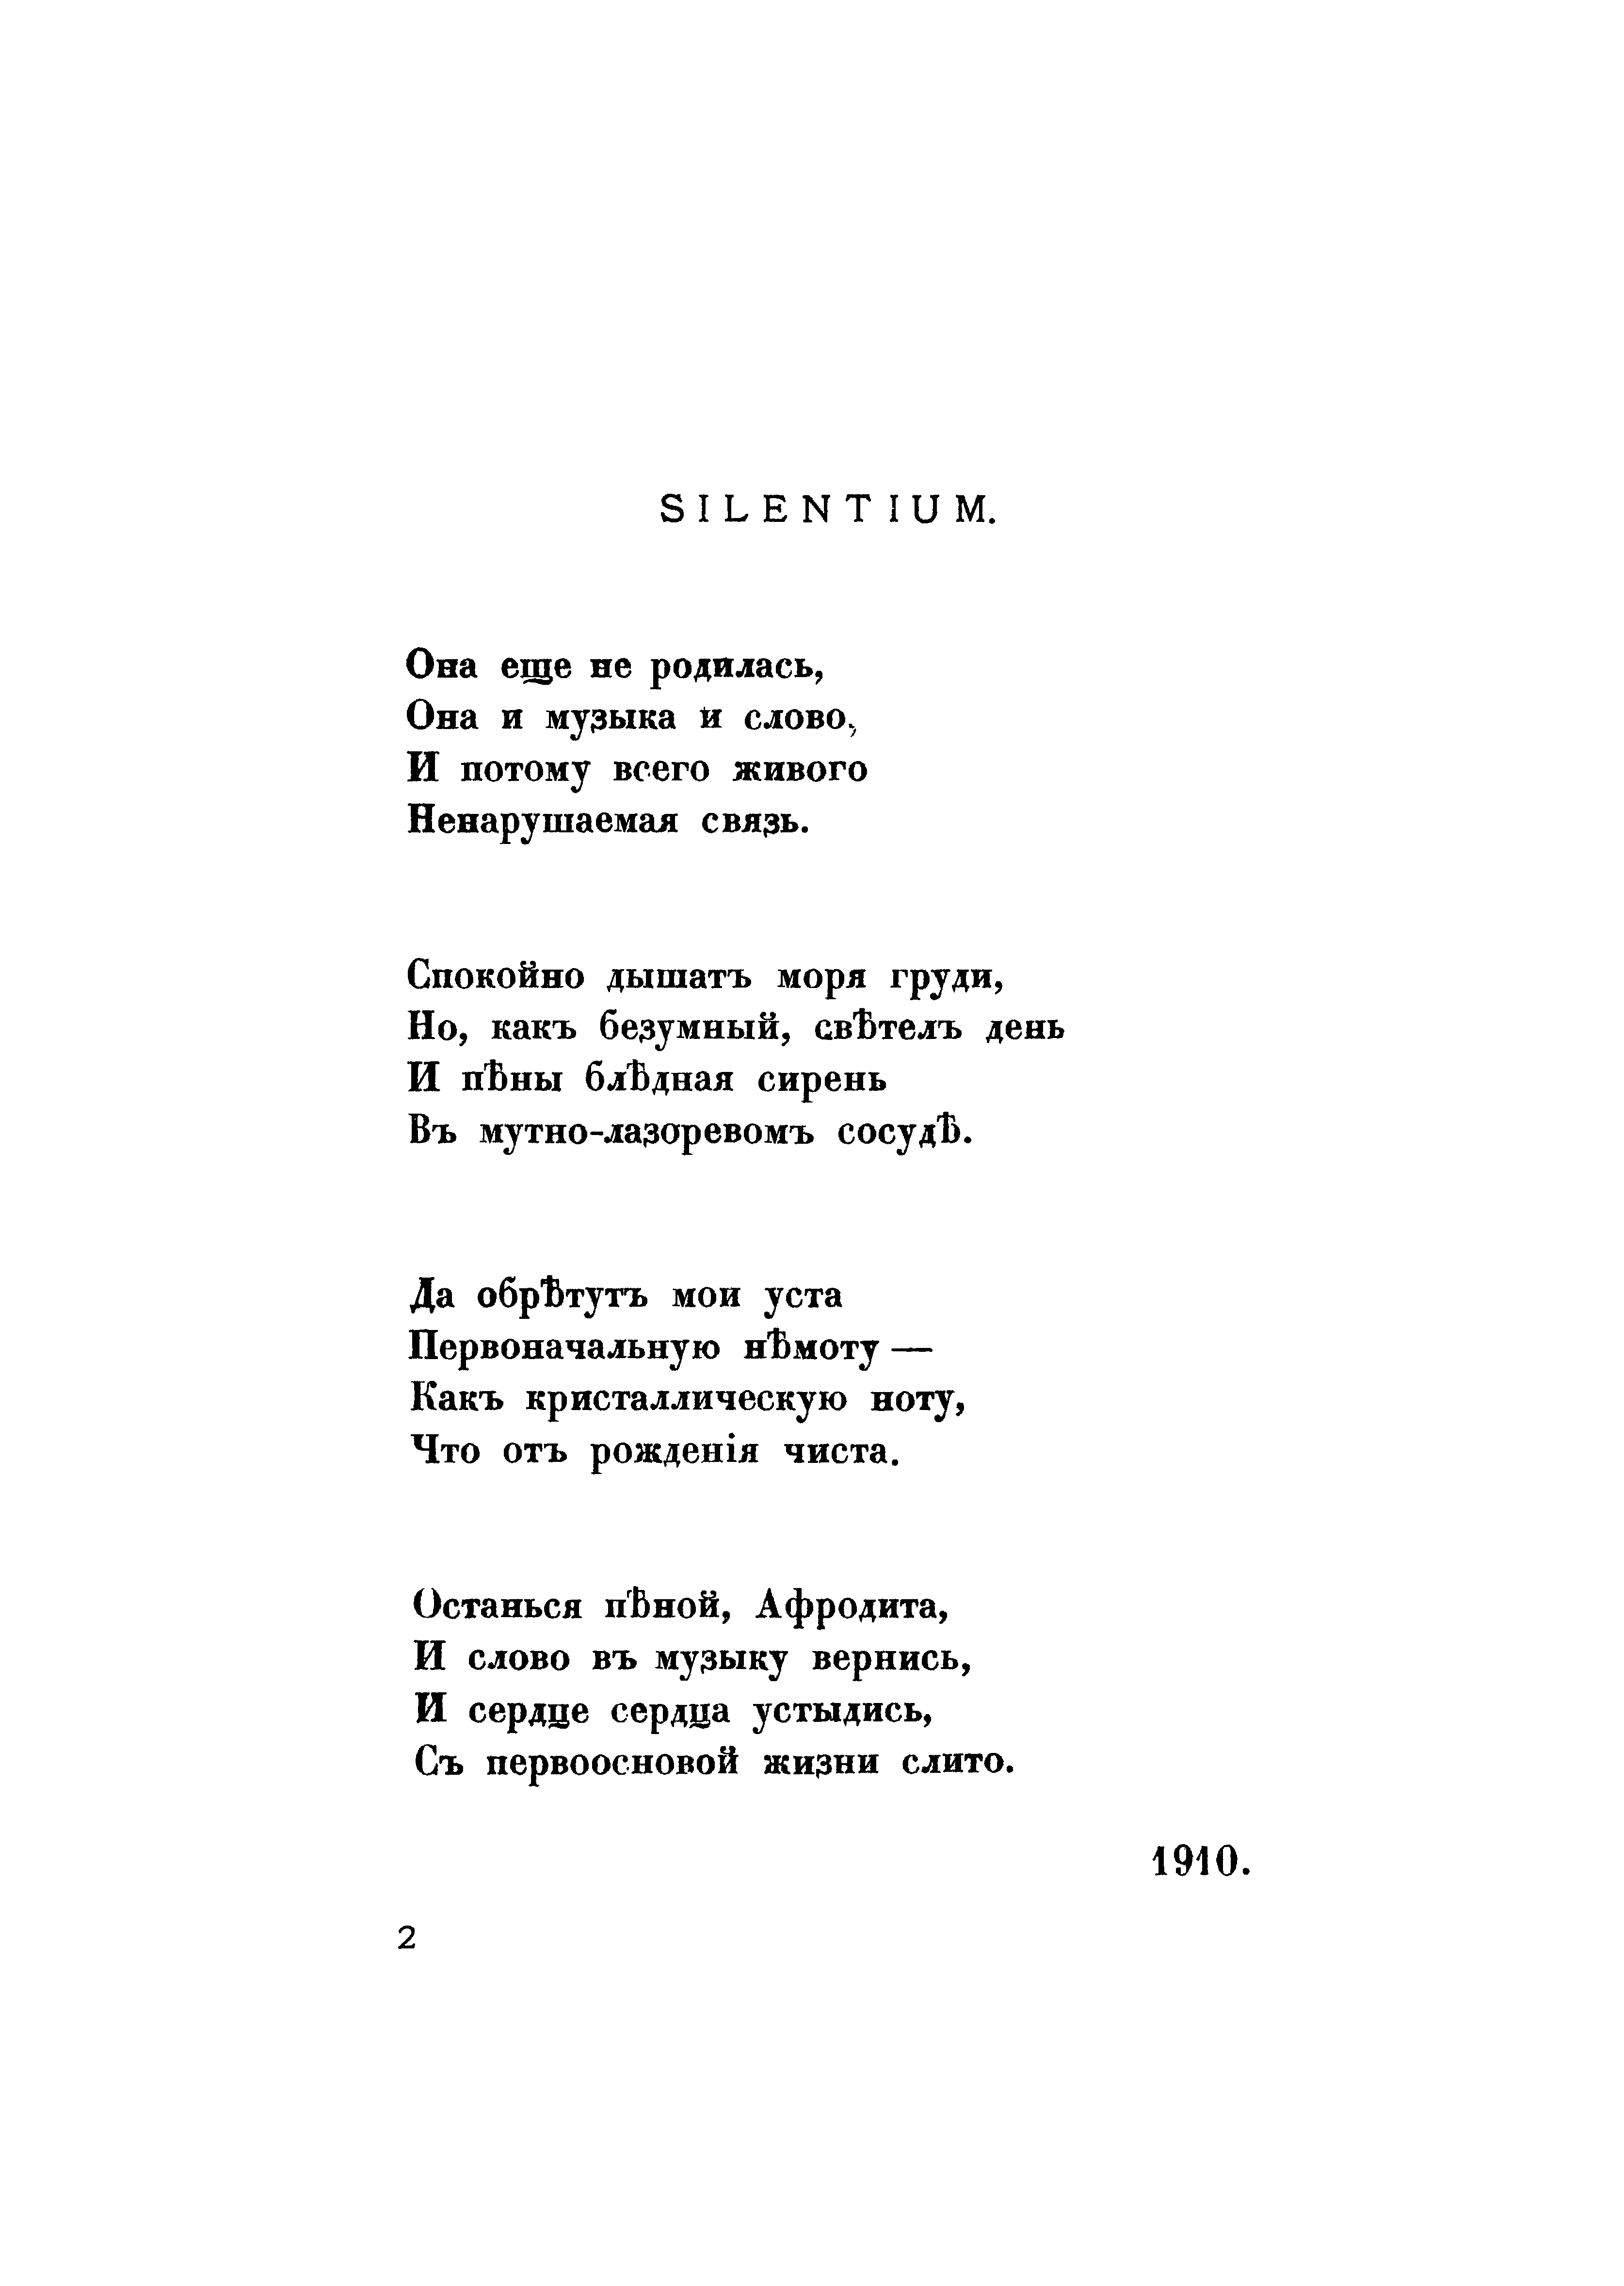 SILENTIUM.
Она еще не родилась,
Она и музыка и слово,
И потому всего живого
Ненарушаемая связь.
Спокойно дышатъ моря груди,
Но, какъ безумный, свѣтелъ день
И пѣны блѣдная сирень
Въ мутно-лазоревомъ сосудѣ.
Да обрѣтутъ мои уста
Первоначальную нѣмоту —
Какъ кристаллическую ноту,
Что отъ рожденія чиста.
Останься пѣной, Афродита,
И слово въ музыку вернись,
И сердце сердца устыдись,
Съ первоосновой жизни слито.
1910.
2